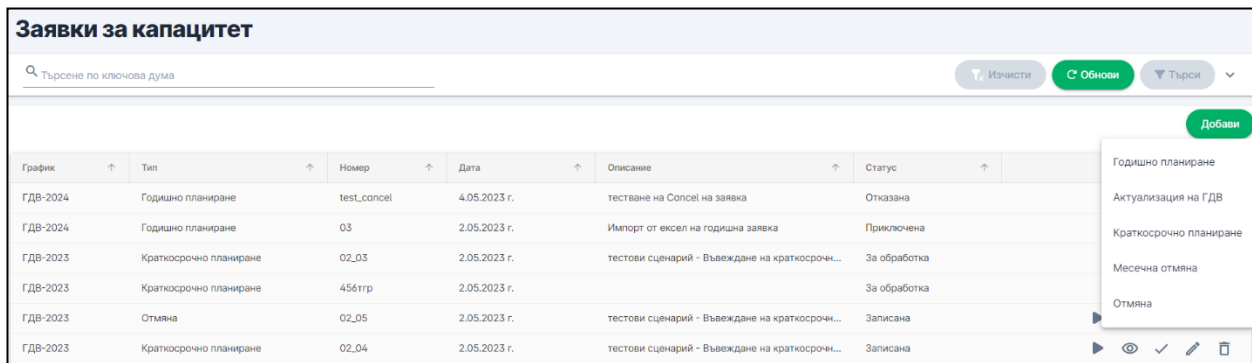 Заявки за капацитет
Търсене по ключова дума
Изчисти Обнови Търси
Добави
График Тип Номер Дата Описание Статус
Годишно планиране
ГДВ-2024 Годишно планиране test_concel 4.05.2023 г. тестване на Concel на заявка Отказана
Актуализация на ГДВ
ГДВ-2024 Годишно планиране 03 2.05.2023 г. Импорт от ексел на годишна заявка Приключена
Краткосрочно планиране
ГДВ-2023 Краткосрочно планиране 02_03 2.05.2023 г. тестови сценарий - Въвеждане на краткосрочн... За обработка
Месечна отмяна
ГДВ-2023 Краткосрочно планиране 456тгр 2.05.2023 г. За обработка
Отмяна
ГДВ-2023 Отмяна 02_05 2.05.2023 г. тестови сценарий - Въвеждане на краткосрочн... Записана
ГДВ-2023 Краткосрочно планиране 02_04 2.05.2023 г. тестови сценарий - Въвеждане на краткосрочн... Записана